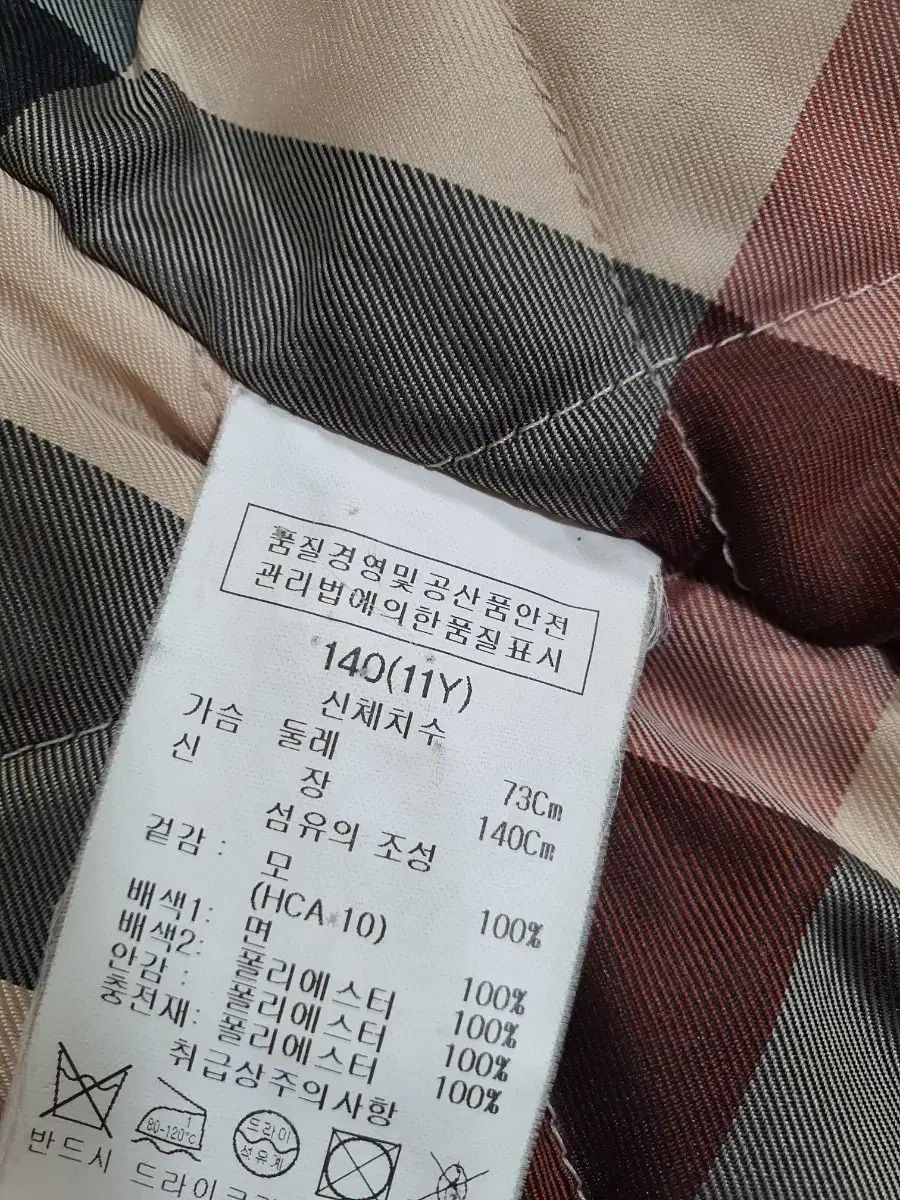 품질경영및공산품안전
관리법에의한품질표시
140(11Y)
신체치수
가슴 둘레 73Cm
신 장 140Cm
섬유의 조성
겉감 : 모 100%
(HCA 10)
배색1: 면 100%
배색2: 폴리에스터 100%
안감 : 폴리에스터 100%
충전재: 폴리에스터 100%
취급상주의사항
80-120℃
드라이
석유계
반드시 드라이크리